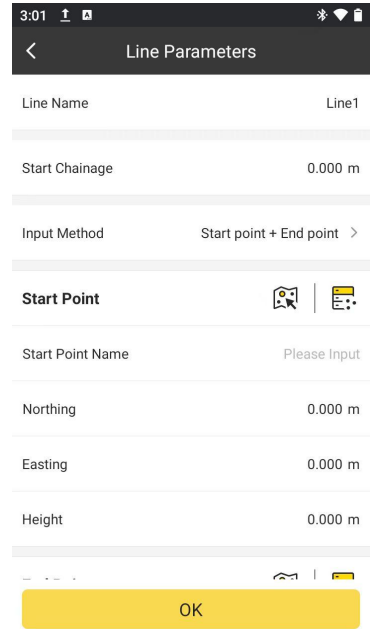 3:01
Line Parameters
Line Name Line1
Start Chainage 0.000 m
Input Method Start point + End point
Start Point
Start Point Name Please Input
Northing 0.000 m
Easting 0.000 m
Height 0.000 m
OK